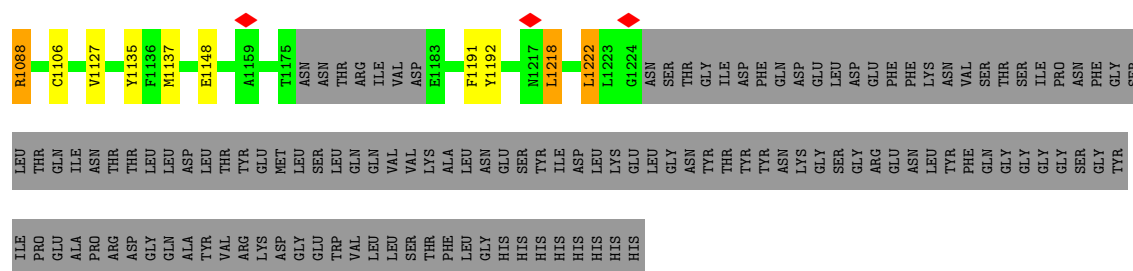 R1088 C1106 V1127 Y1135 F1136 M1137 E1148 A1159 T1175 ASN ASN THR ARG ILE VAL ASP E1183 F1191 Y1192 N1217 L1218 L1222 L1223 G1224 ASN SER THR GLY ILE ASP PHE GLN ASP GLU LEU ASP GLU PHE PHE LYS ASN VAL SER THR SER ILE PRO ASN PHE GLY SER
LEU THR GLN ILE ASN THR THR LEU LEU ASP LEU THR TYR GLU MET LEU SER LEU GLN GLN VAL VAL LYS ALA LEU ASN GLU SER TYR ILE ASP LEU LYS GLU LEU GLY ASN TYR THR TYR TYR ASN LYS GLY SER GLY ARG GLU ASN LEU TYR PHE GLN GLY GLY GLY GLY SER GLY TYR
ILE PRO GLU ALA PRO ARG ASP GLY GLN ALA TYR VAL ARG LYS ASP GLY GLU TRP VAL LEU LEU SER THR PHE LEU GLY HIS HIS HIS HIS HIS HIS HIS HIS